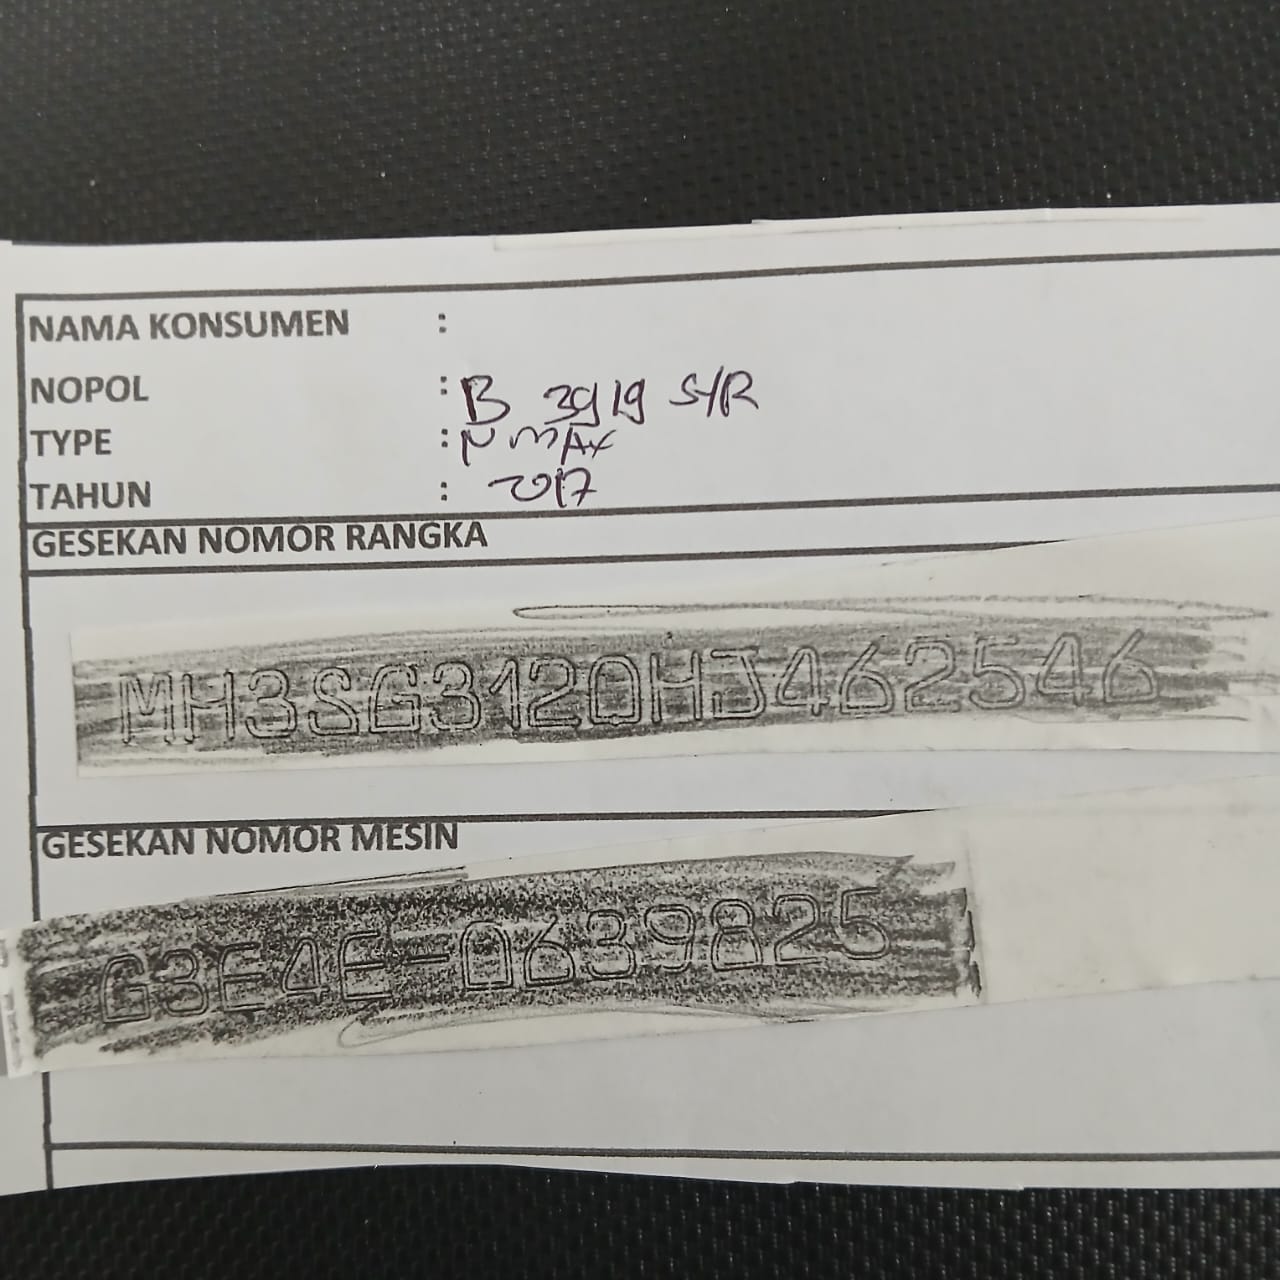 NAMA KONSUMEN :
NOPOL : B 3919 SYR
TYPE : N MAX
TAHUN : 2017
GESEKAN NOMOR RANGKA
MH3SG3120HJ462546
GESEKAN NOMOR MESIN
G3E4E-0639825